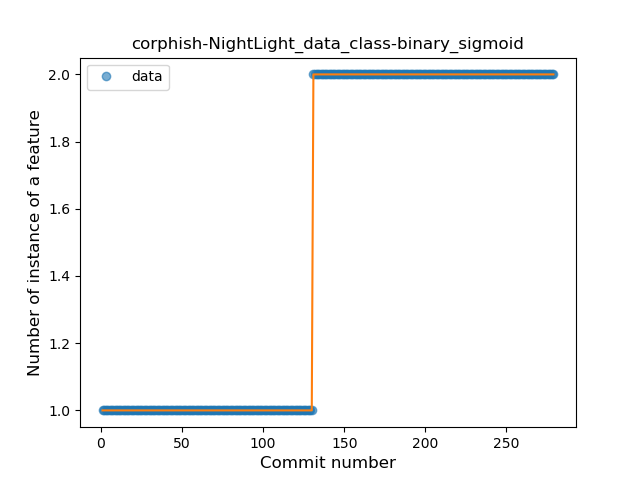 corphish-NightLight_data_class-binary_sigmoid
data
Number of instance of a feature
2.0
1.8
1.6
1.4
1.2
1.0
0 50 100 150 200 250
Commit number